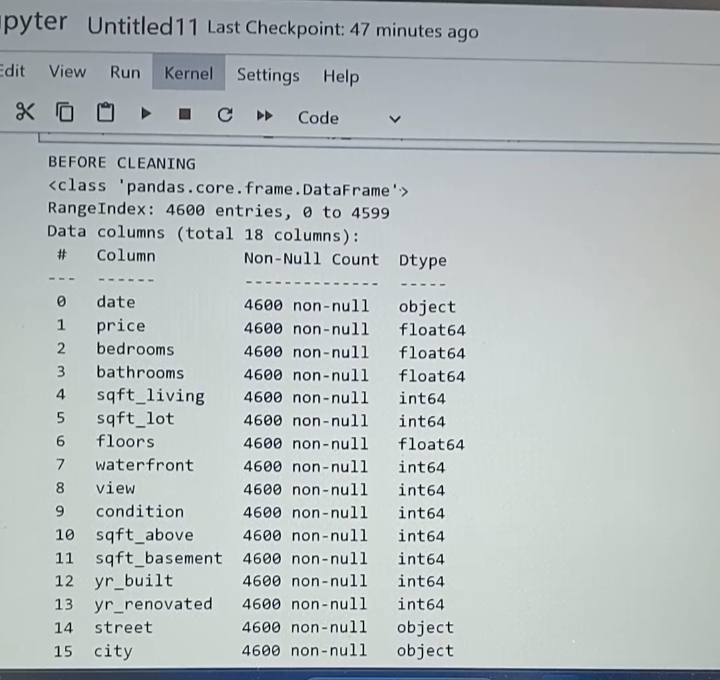 pyter Untitled11 Last Checkpoint: 47 minutes ago
Edit View Run Kernel Settings Help
Code
BEFORE CLEANING
<class 'pandas.core.frame.DataFrame'>
RangeIndex: 4600 entries, 0 to 4599
Data columns (total 18 columns):
# Column Non-Null Count Dtype
--- ------ -------------- -----
0 date 4600 non-null object
1 price 4600 non-null float64
2 bedrooms 4600 non-null float64
3 bathrooms 4600 non-null float64
4 sqft_living 4600 non-null int64
5 sqft_lot 4600 non-null int64
6 floors 4600 non-null float64
7 waterfront 4600 non-null int64
8 view 4600 non-null int64
9 condition 4600 non-null int64
10 sqft_above 4600 non-null int64
11 sqft_basement 4600 non-null int64
12 yr_built 4600 non-null int64
13 yr_renovated 4600 non-null int64
14 street 4600 non-null object
15 city 4600 non-null object